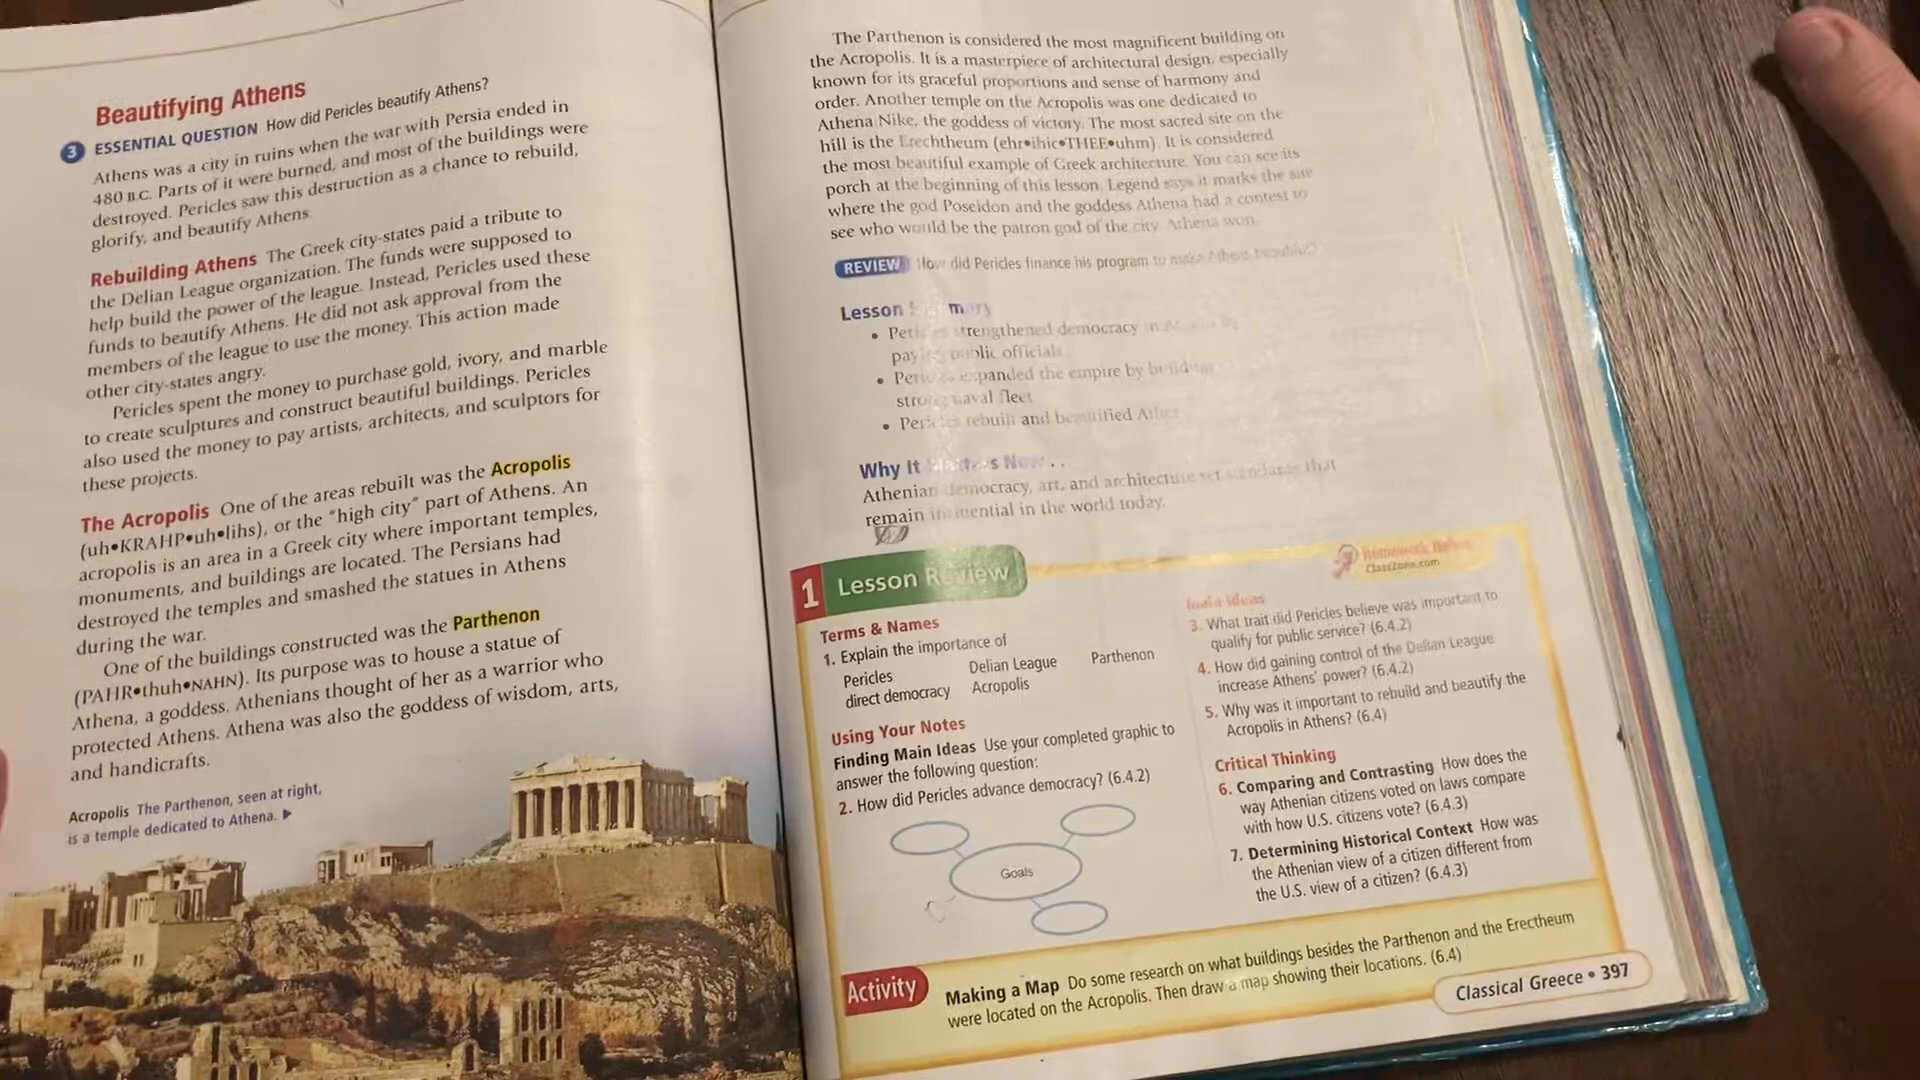 Beautifying Athens
3 ESSENTIAL QUESTION How did Pericles beautify Athens?
Athens was a city in ruins when the war with Persia ended in
480 B.C. Parts of it were burned, and most of the buildings were
destroyed. Pericles saw this destruction as a chance to rebuild,
glorify, and beautify Athens.
Rebuilding Athens The Greek city-states paid a tribute to
the Delian League organization. The funds were supposed to
help build the power of the league. Instead, Pericles used these
funds to beautify Athens. He did not ask approval from the
members of the league to use the money. This action made
other city-states angry.
Pericles spent the money to purchase gold, ivory, and marble
to create sculptures and construct beautiful buildings. Pericles
also used the money to pay artists, architects, and sculptors for
these projects.
The Acropolis One of the areas rebuilt was the Acropolis
(uh•KRAHP•uh•lihs), or the "high city" part of Athens. An
acropolis is an area in a Greek city where important temples,
monuments, and buildings are located. The Persians had
destroyed the temples and smashed the statues in Athens
during the war.
One of the buildings constructed was the Parthenon
(PAHR•thuh•NAHN). Its purpose was to house a statue of
Athena, a goddess. Athenians thought of her as a warrior who
protected Athens. Athena was also the goddess of wisdom, arts,
and handicrafts.
Acropolis The Parthenon, seen at right,
is a temple dedicated to Athena. ▶
The Parthenon is considered the most magnificent building on
the Acropolis. It is a masterpiece of architectural design, especially
known for its graceful proportions and sense of harmony and
order. Another temple on the Acropolis was one dedicated to
Athena Nike, the goddess of victory. The most sacred site on the
hill is the Erechtheum (ehr•ihk•THEE•uhm). It is considered
the most beautiful example of Greek architecture. You can see its
porch at the beginning of this lesson. Legend says it marks the site
where the god Poseidon and the goddess Athena had a contest to
see who would be the patron god of the city. Athena won.
REVIEW How did Pericles finance his program to make Athens beautiful?
Lesson Summary
• Pericles strengthened democracy in Athens by
paying public officials.
• Pericles expanded the empire by building a
strong naval fleet.
• Pericles rebuilt and beautified Athens.
Why It Matters Now . . .
Athenian democracy, art, and architecture set standards that
remain influential in the world today.
1 Lesson Review
Homework Helper
ClassZone.com
Terms & Names
1. Explain the importance of
Pericles Delian League Parthenon
direct democracy Acropolis
Using Your Notes
Finding Main Ideas Use your completed graphic to
answer the following question:
2. How did Pericles advance democracy? (6.4.2)
Goals
Main Ideas
3. What trait did Pericles believe was important to
qualify for public service? (6.4.2)
4. How did gaining control of the Delian League
increase Athens' power? (6.4.2)
5. Why was it important to rebuild and beautify the
Acropolis in Athens? (6.4)
Critical Thinking
6. Comparing and Contrasting How does the
way Athenian citizens voted on laws compare
with how U.S. citizens vote? (6.4.3)
7. Determining Historical Context How was
the Athenian view of a citizen different from
the U.S. view of a citizen? (6.4.3)
Activity Making a Map Do some research on what buildings besides the Parthenon and the Erectheum
were located on the Acropolis. Then draw a map showing their locations. (6.4)
Classical Greece • 397